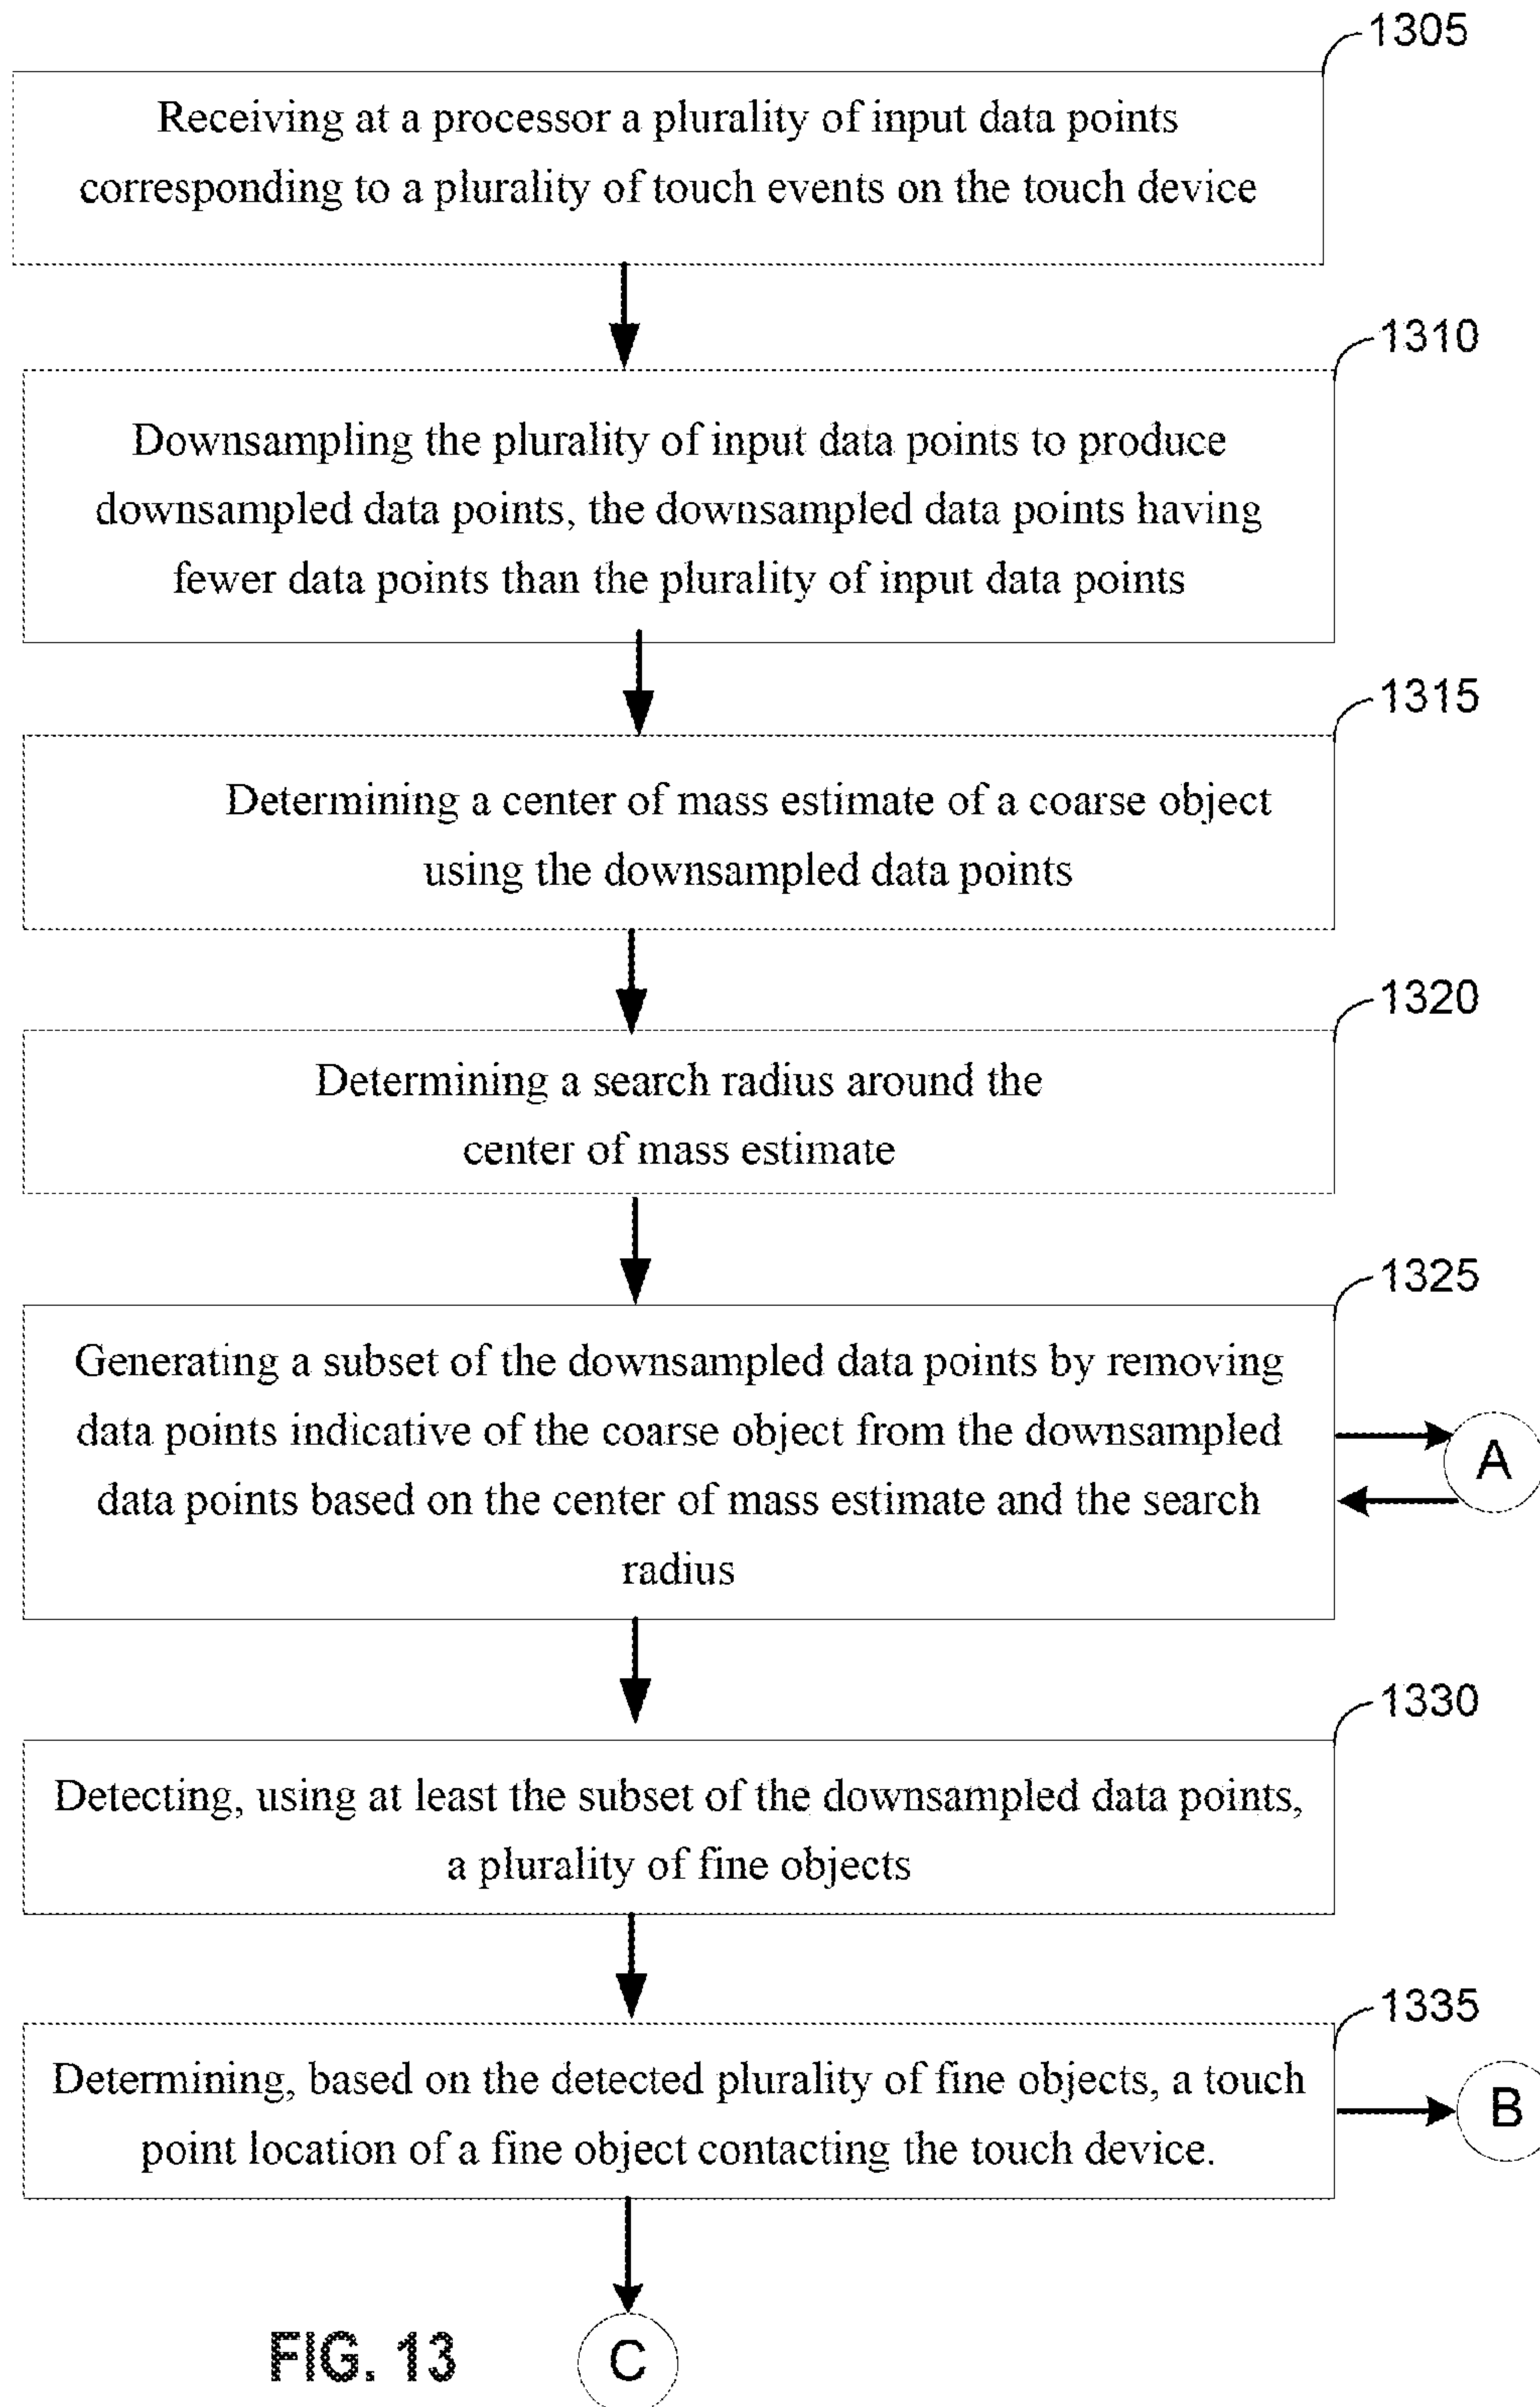 1305
Receiving at a processor a plurality of input data points
corresponding to a plurality of touch events on the touch device
1310
Downsampling the plurality of input data points to produce
downsampled data points, the downsampled data points having
fewer data points than the plurality of input data points
1315
Determining a center of mass estimate of a coarse object
using the downsampled data points
1320
Determining a search radius around the
center of mass estimate
1325
Generating a subset of the downsampled data points by removing
data points indicative of the coarse object from the downsampled
data points based on the center of mass estimate and the search
radius
A
1330
Detecting, using at least the subset of the downsampled data points,
a plurality of fine objects
1335
Determining, based on the detected plurality of fine objects, a touch
point location of a fine object contacting the touch device.
B
FIG. 13
C